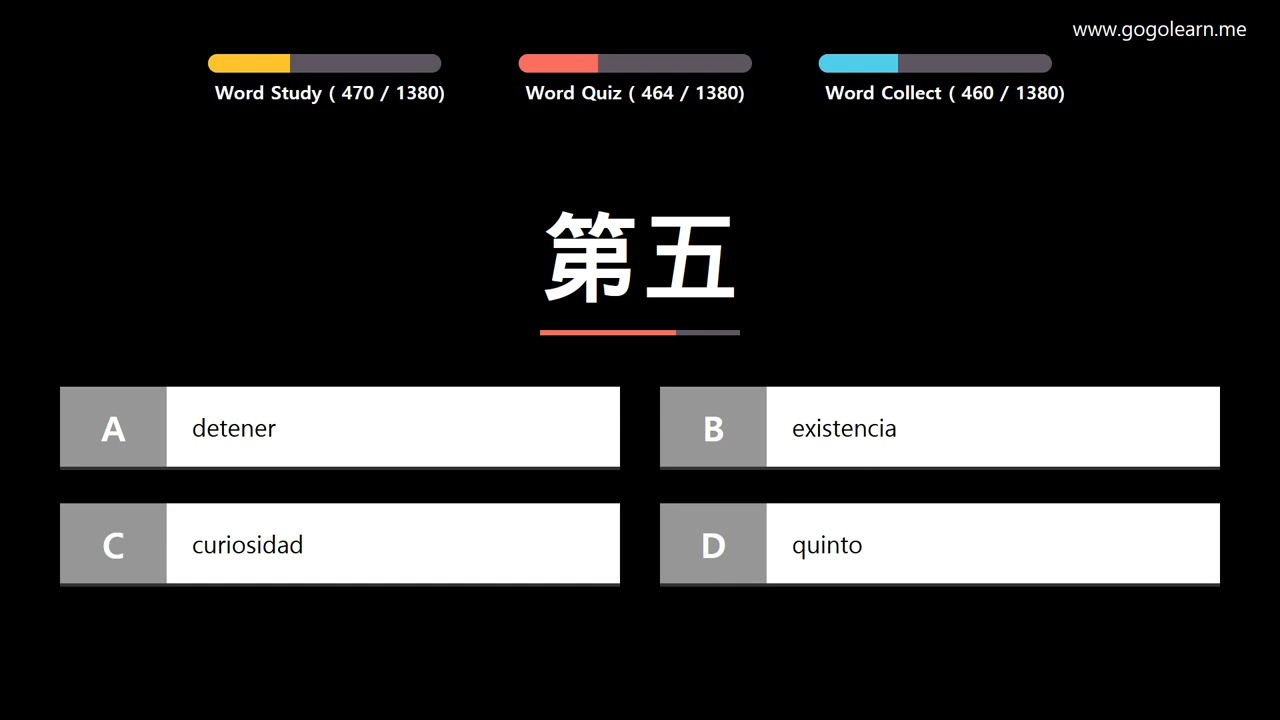 www.gogolearn.me
Word Study ( 470 / 1380)
Word Quiz ( 464 / 1380)
Word Collect ( 460 / 1380)
第五
A detener
B existencia
C curiosidad
D quinto